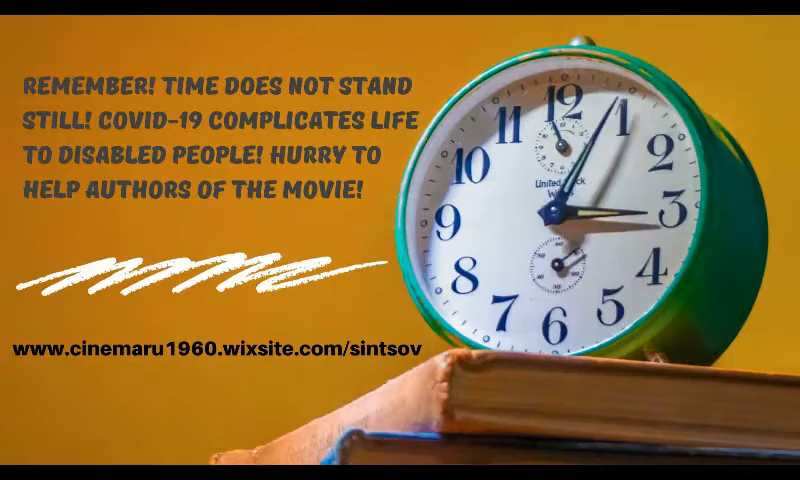 REMEMBER! TIME DOES NOT STAND
STILL! COVID-19 COMPLICATES LIFE
TO DISABLED PEOPLE! HURRY TO
HELP AUTHORS OF THE MOVIE!
www.cinemaru1960.wixsite.com/sintsov
12
1
2
3
4
5
6
7
8
9
10
11
United